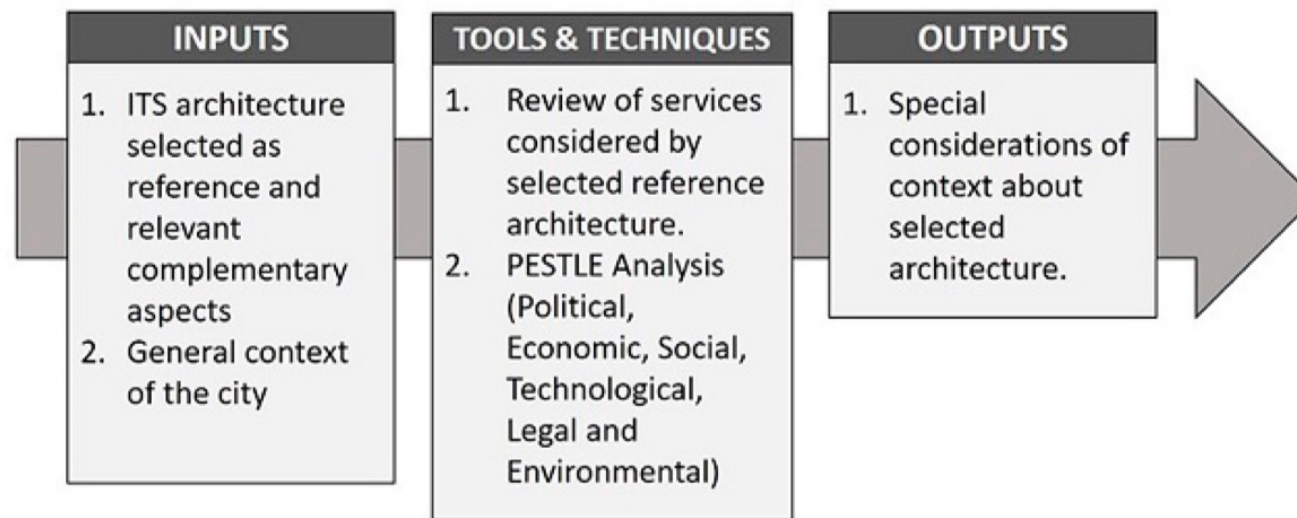 INPUTS
1. ITS architecture
selected as
reference and
relevant
complementary
aspects
2. General context
of the city
TOOLS & TECHNIQUES
1. Review of services
considered by
selected reference
architecture.
2. PESTLE Analysis
(Political,
Economic, Social,
Technological,
Legal and
Environmental)
OUTPUTS
1. Special
considerations of
context about
selected
architecture.